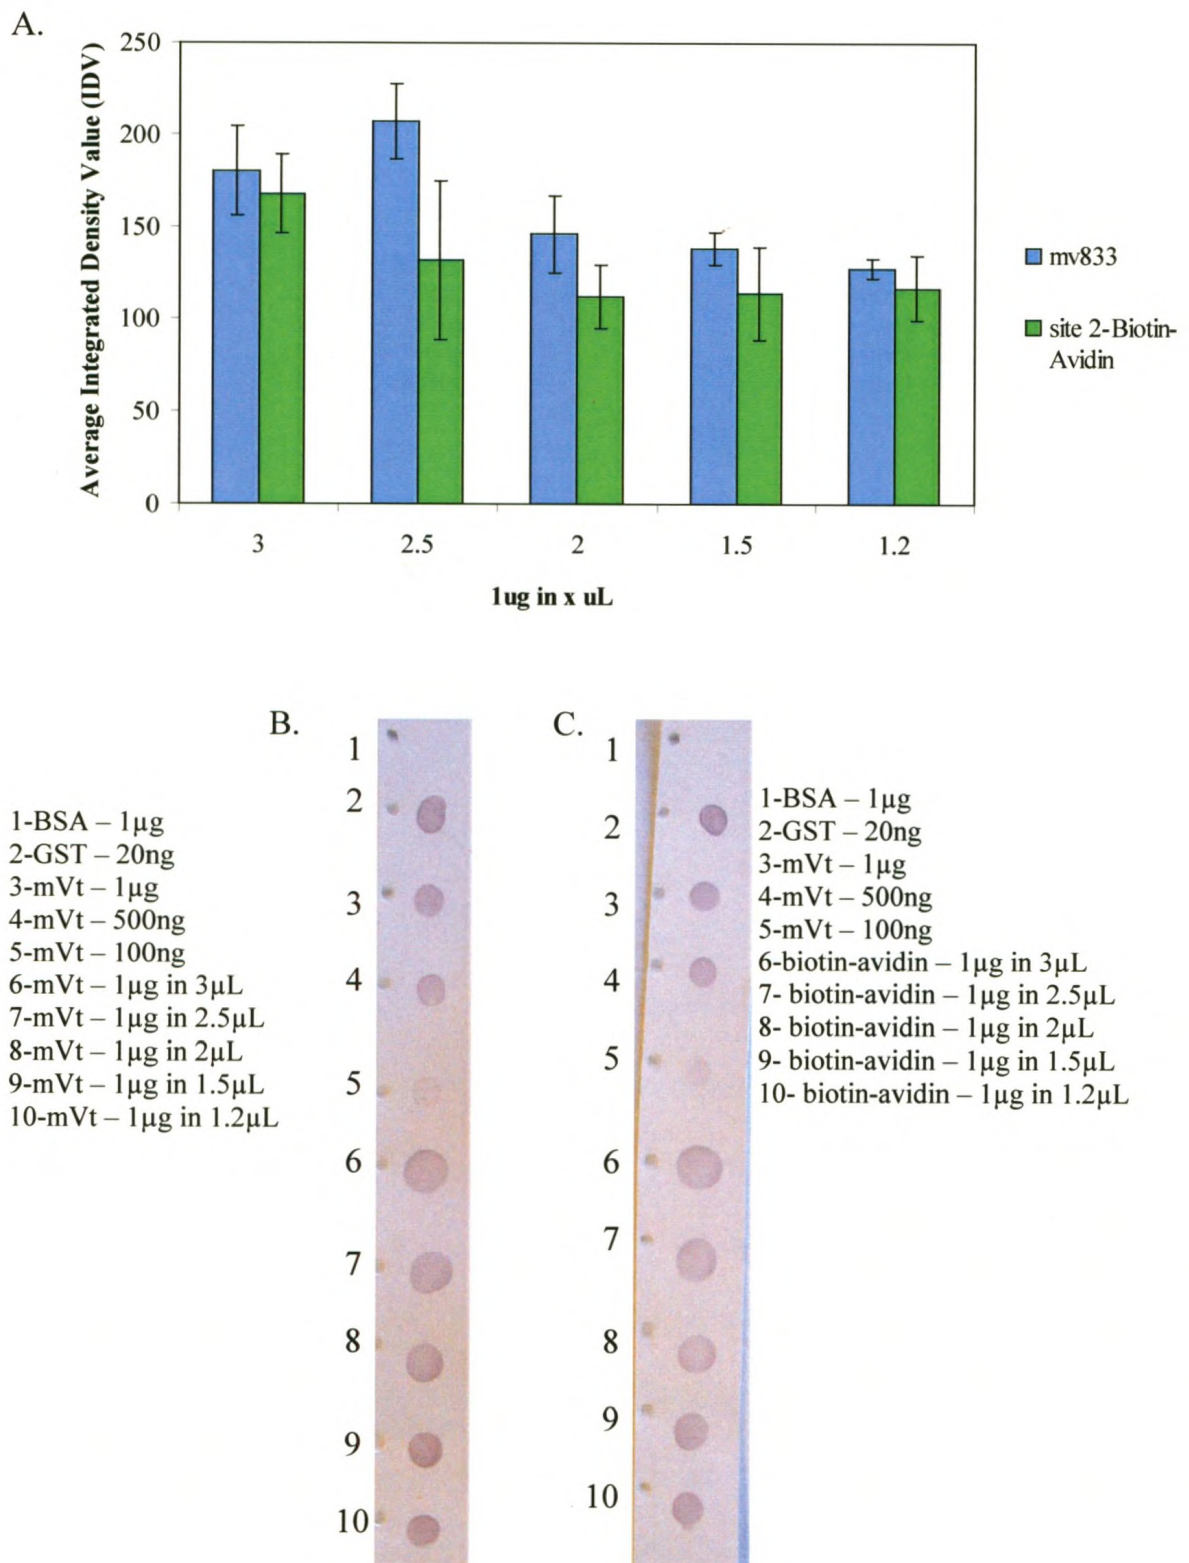 A.
Average Integrated Density Value (IDV)
250
200
150
100
50
0
3 2.5 2 1.5 1.2
1ug in x uL
mv833
site 2-Biotin-
Avidin
B.
1
2
3
4
5
6
7
8
9
10
1-BSA – 1µg
2-GST – 20ng
3-mVt – 1µg
4-mVt – 500ng
5-mVt – 100ng
6-mVt – 1µg in 3µL
7-mVt – 1µg in 2.5µL
8-mVt – 1µg in 2µL
9-mVt – 1µg in 1.5µL
10-mVt – 1µg in 1.2µL
C.
1
2
3
4
5
6
7
8
9
10
1-BSA – 1µg
2-GST – 20ng
3-mVt – 1µg
4-mVt – 500ng
5-mVt – 100ng
6-biotin-avidin – 1µg in 3µL
7- biotin-avidin – 1µg in 2.5µL
8- biotin-avidin – 1µg in 2µL
9- biotin-avidin – 1µg in 1.5µL
10- biotin-avidin – 1µg in 1.2µL